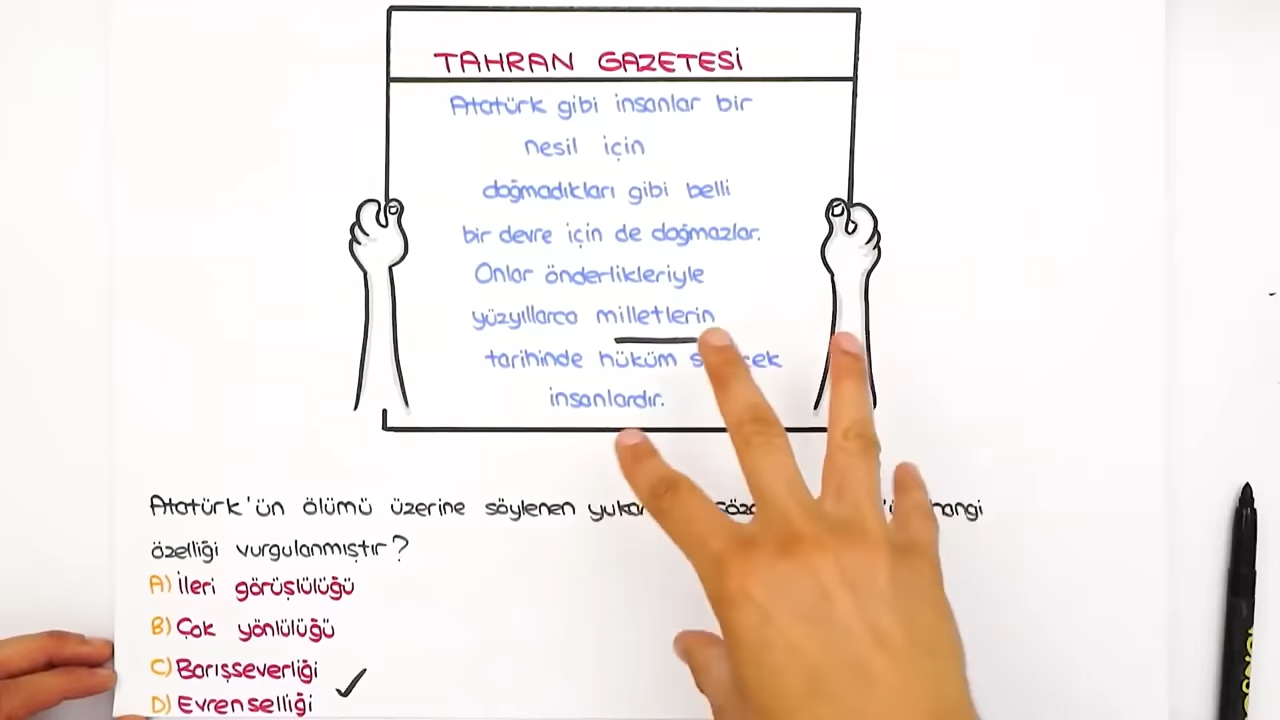 TAHRAN GAZETESİ
Atatürk gibi insanlar bir
nesil için
doğmadıkları gibi belli
bir devre için de doğmazlar.
Onlar önderlikleriyle
yüzyıllarca milletlerin
tarihinde hüküm
insanlardır.
Atatürk'ün ölümü üzerine söylenen hangi
özelliği vurgulanmıştır?
A) İleri görüşlülüğü
B) Çok yönlülüğü
C) Barışseverliği
D) Evrenselliği